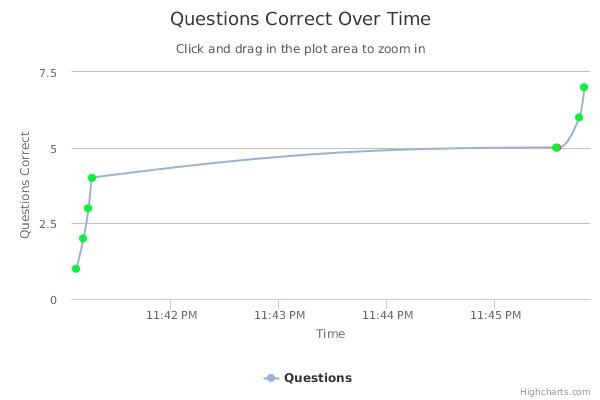 Questions Correct Over Time
Click and drag in the plot area to zoom in
7.5
5
2.5
0
Questions Correct
11:42 PM 11:43 PM 11:44 PM 11:45 PM
Time
Questions
Highcharts.com